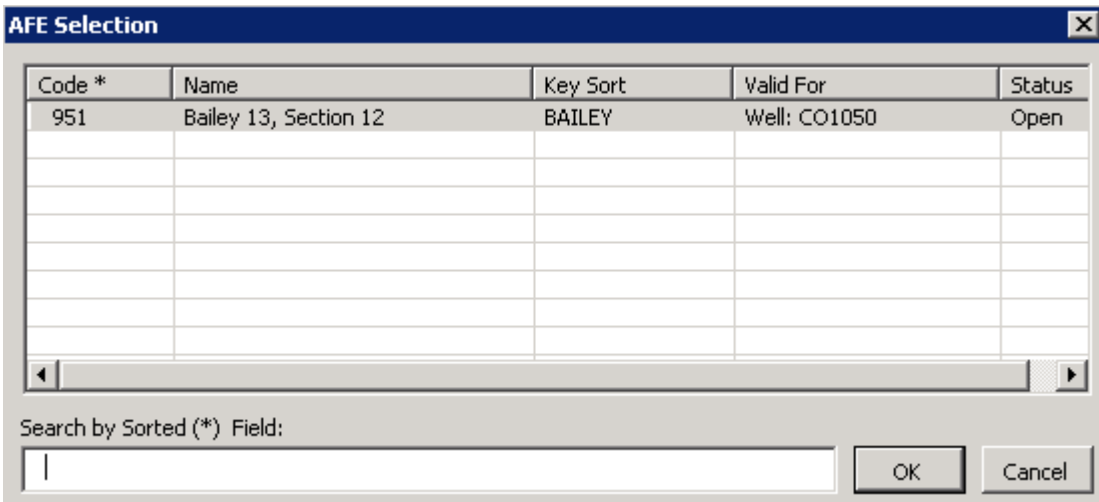 AFE Selection
Code * Name Key Sort Valid For Status
951 Bailey 13, Section 12 BAILEY Well: CO1050 Open
Search by Sorted (*) Field:
OK Cancel